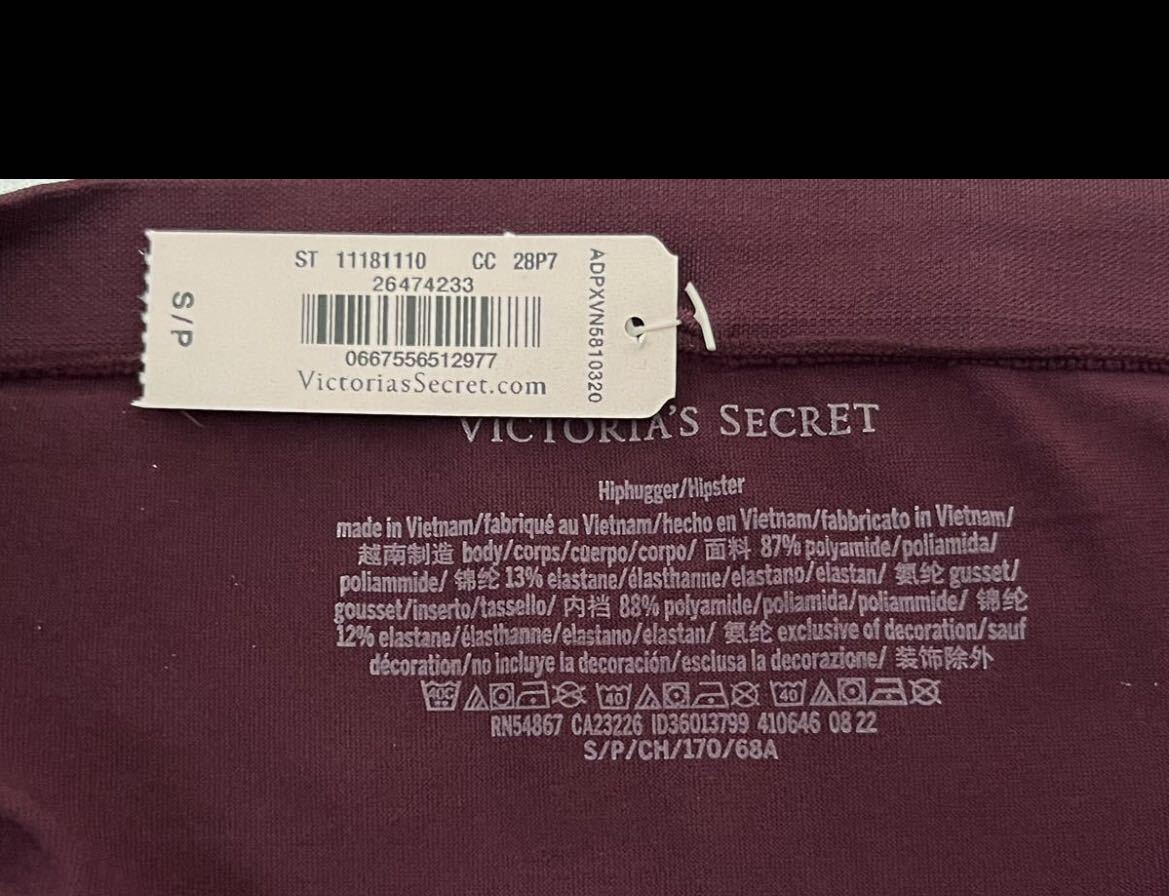 ST 11181110 CC 28P7
26474233
0667556512977
VictoriasSecret.com
S/P
ADPXVN5810320
VICTORIA'S SECRET
Hiphugger/Hipster
made in Vietnam/fabriqué au Vietnam/hecho en Vietnam/fabbricato in Vietnam/
越南制造 body/corps/cuerpo/corpo/ 面料 87% polyamide/poliamida/
poliammide/ 锦纶 13% elastane/élasthanne/elastano/elastan/ 氨纶 gusset/
gousset/inserto/tassello/ 内裆 88% polyamide/poliamida/poliammide/ 锦纶
12% elastane/élasthanne/elastano/elastan/ 氨纶 exclusive of decoration/sauf
décoration/no incluye la decoración/esclusa la decorazione/ 装饰除外
40C 40 40
RN54867 CA23226 ID36013799 410646 08 22
S/P/CH/170/68A